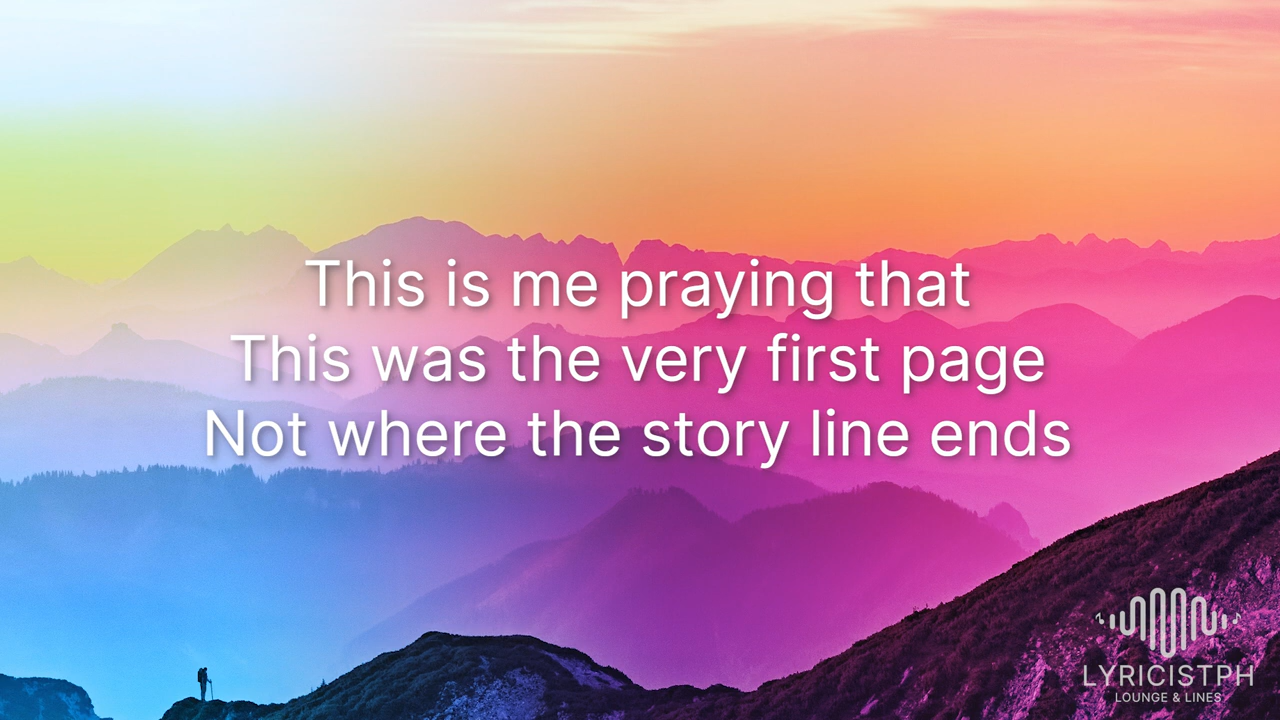 This is me praying that
This was the very first page
Not where the story line ends
LYRICISTPH
LOUNGE & LINES